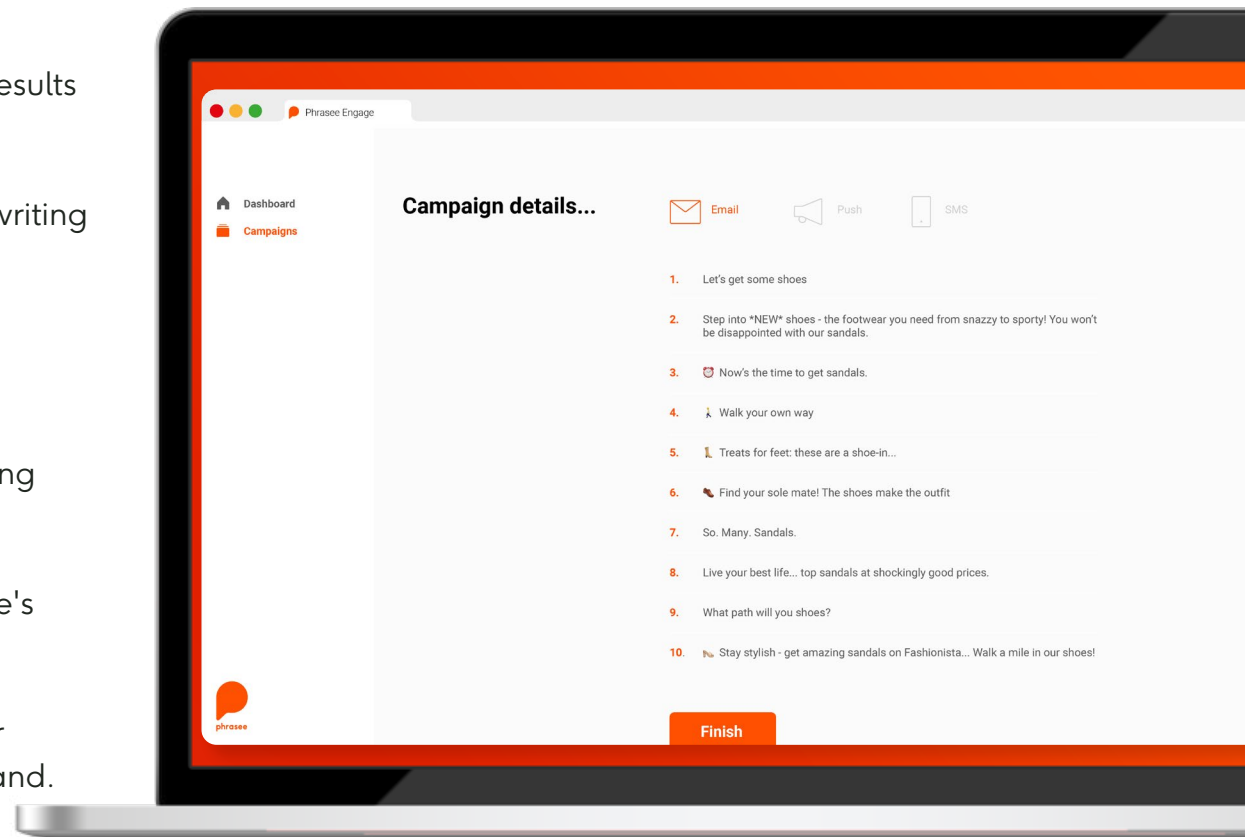 esults
writing
ng
e's
and.
Phrasee Engage
Dashboard
Campaigns
phrasee
Campaign details...
Email
Push
SMS
1. Let's get some shoes
2. Step into *NEW* shoes - the footwear you need from snazzy to sporty! You won't
be disappointed with our sandals.
3. ⏰ Now's the time to get sandals.
4. 🚶 Walk your own way
5. 👢 Treats for feet: these are a shoe-in...
6. 👞 Find your sole mate! The shoes make the outfit
7. So. Many. Sandals.
8. Live your best life... top sandals at shockingly good prices.
9. What path will you shoes?
10. 👡 Stay stylish - get amazing sandals on Fashionista... Walk a mile in our shoes!
Finish